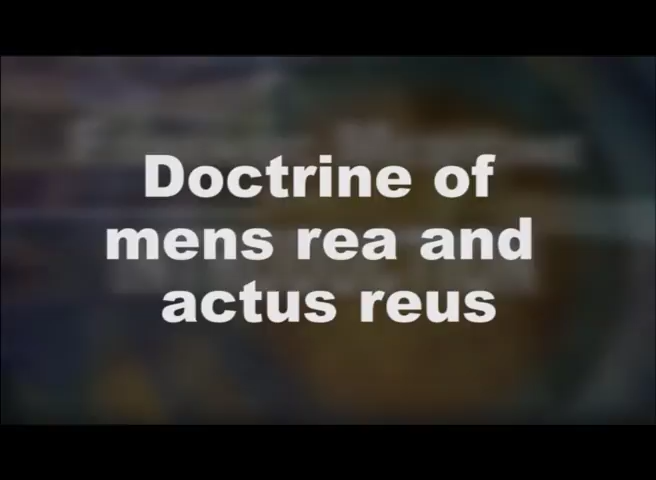 Doctrine of
mens rea and
actus reus